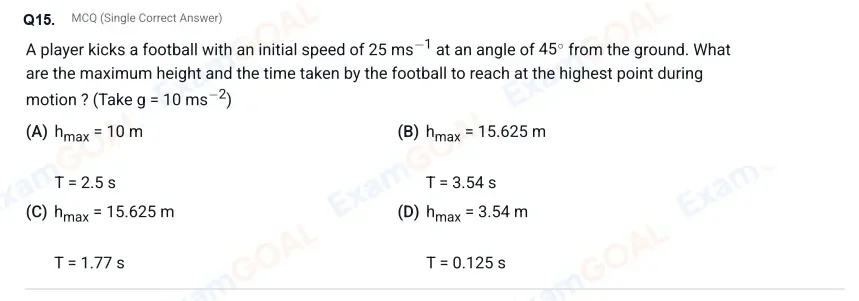 Q15. MCQ (Single Correct Answer)
A player kicks a football with an initial speed of 25 ms⁻¹ at an angle of 45° from the ground. What
are the maximum height and the time taken by the football to reach at the highest point during
motion ? (Take g = 10 ms⁻²)
(A) hmax = 10 m
T = 2.5 s
(B) hmax = 15.625 m
T = 3.54 s
(C) hmax = 15.625 m
T = 1.77 s
(D) hmax = 3.54 m
T = 0.125 s
ExamGOAL